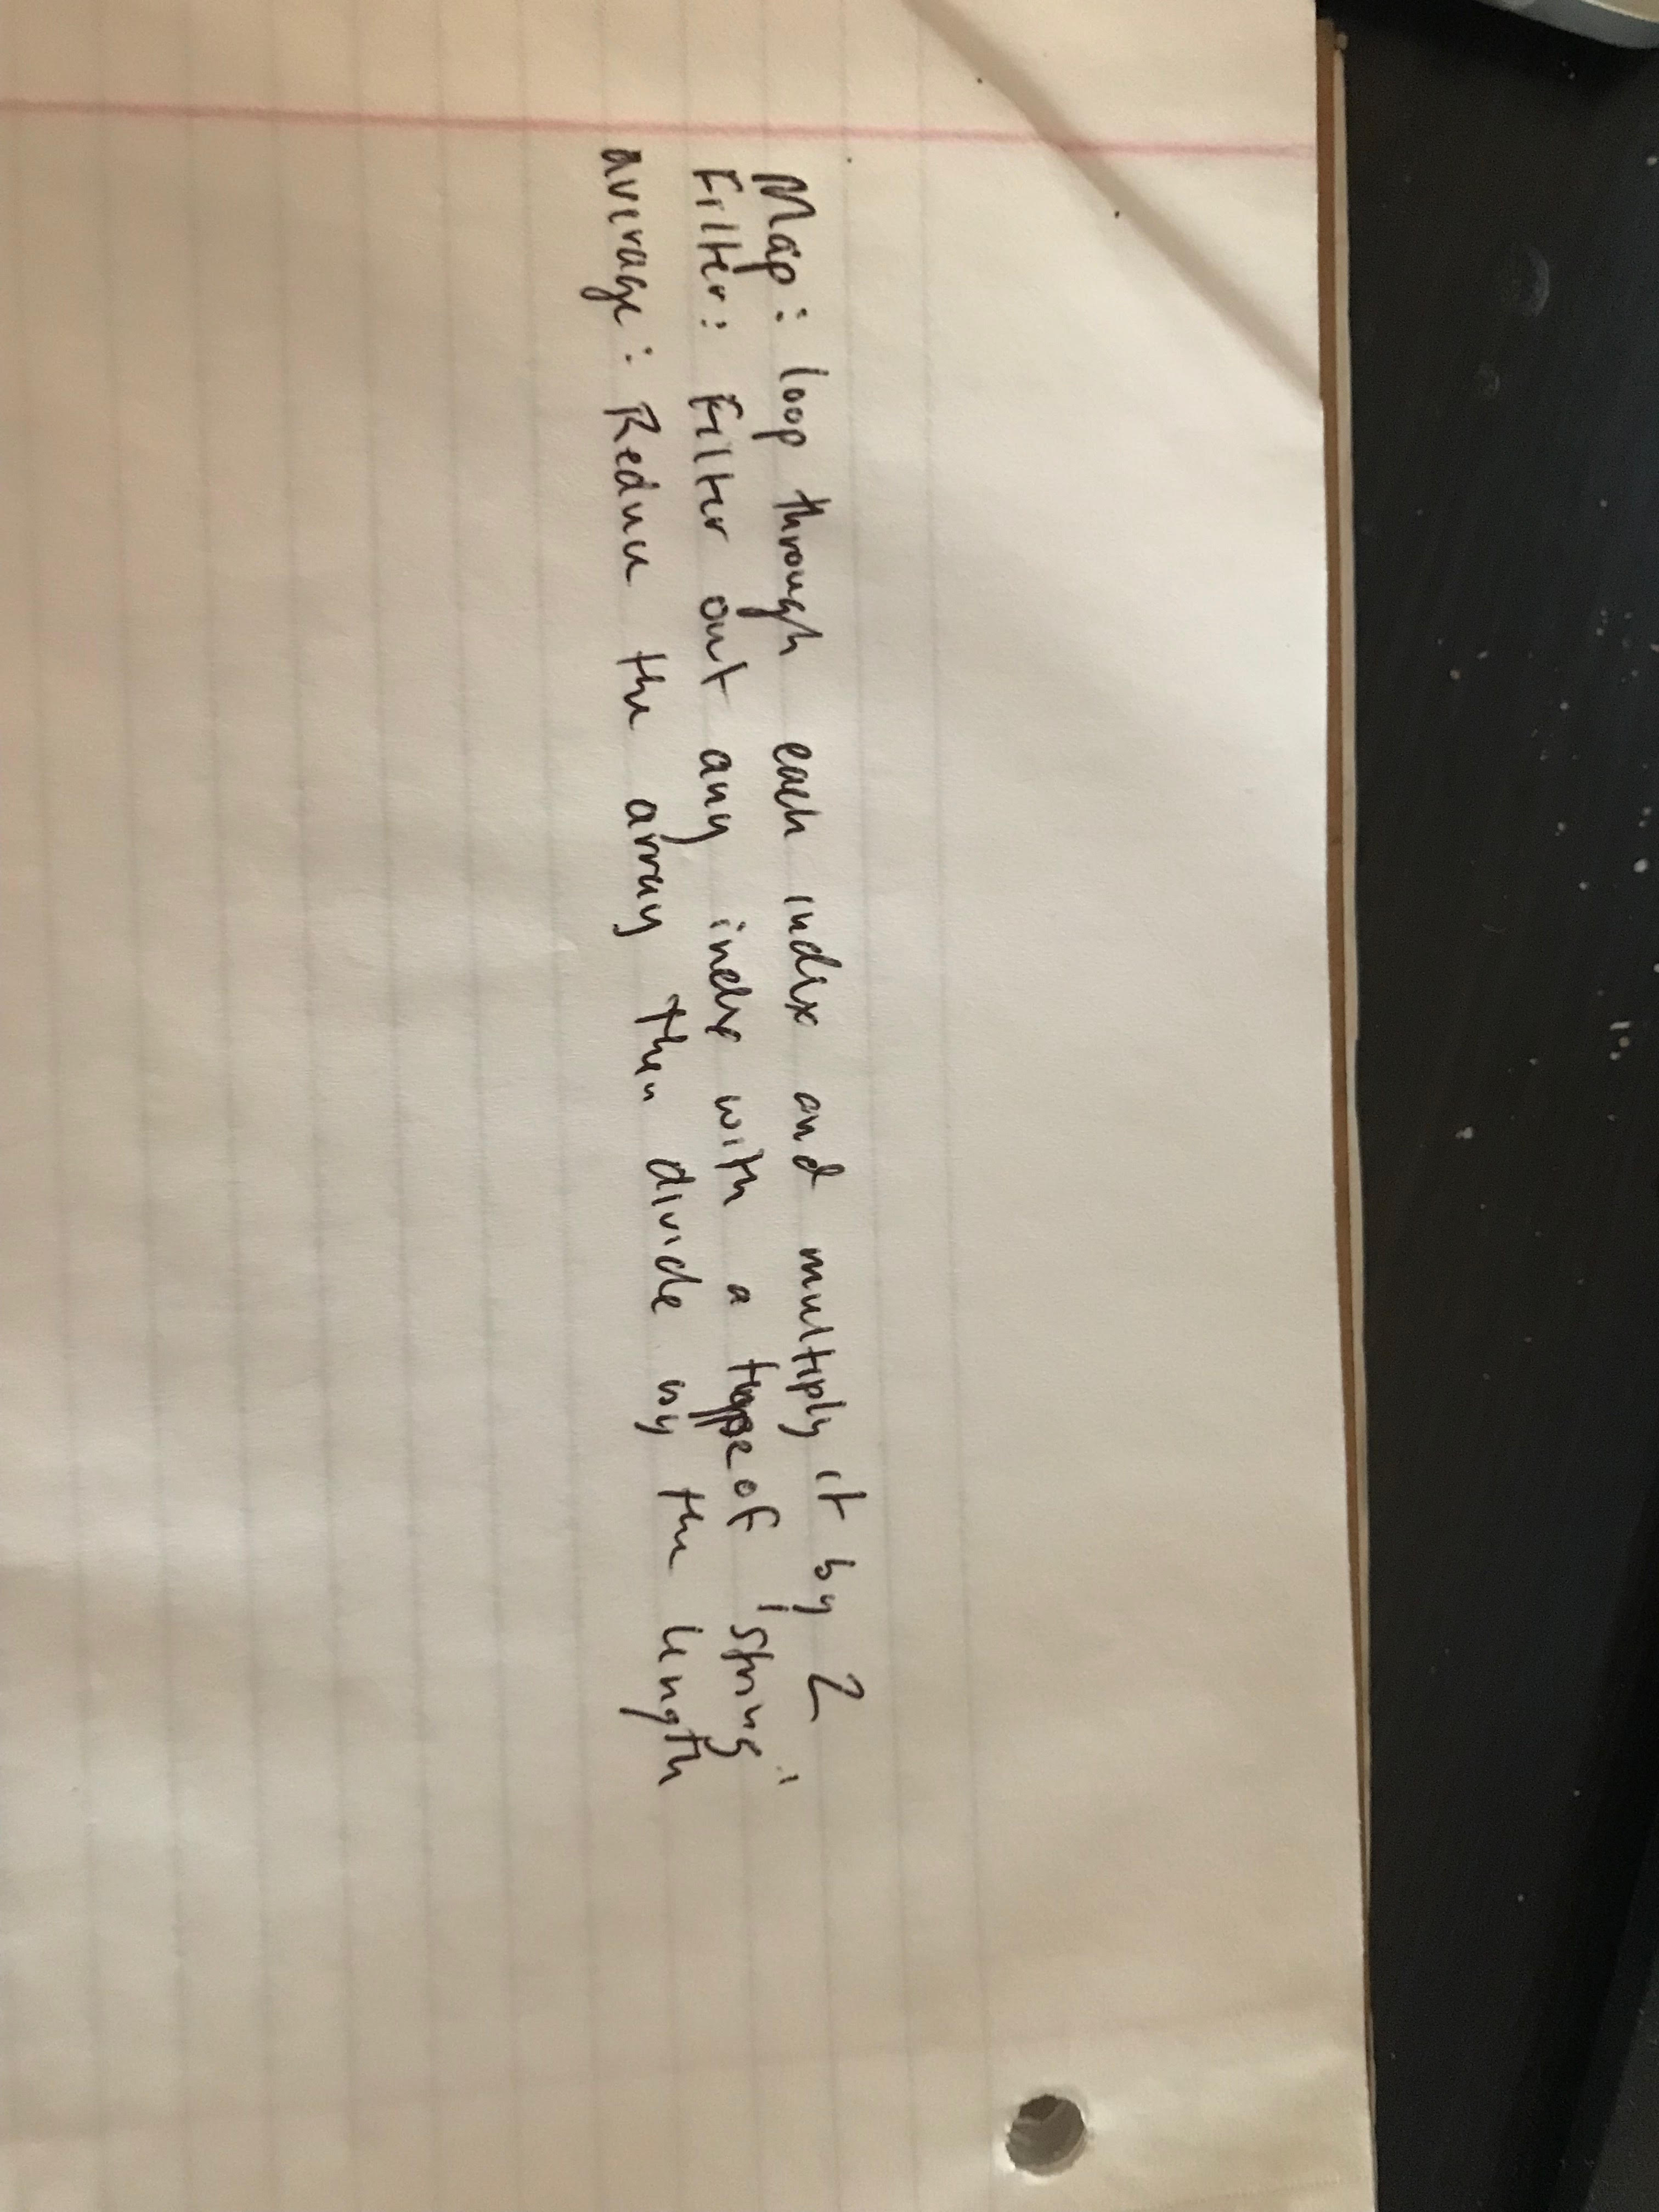 Map: loop through each index and multiply it by 2
Filter: Filter out any index with a typeof 'string'
average: Reduce the array then divide by the length